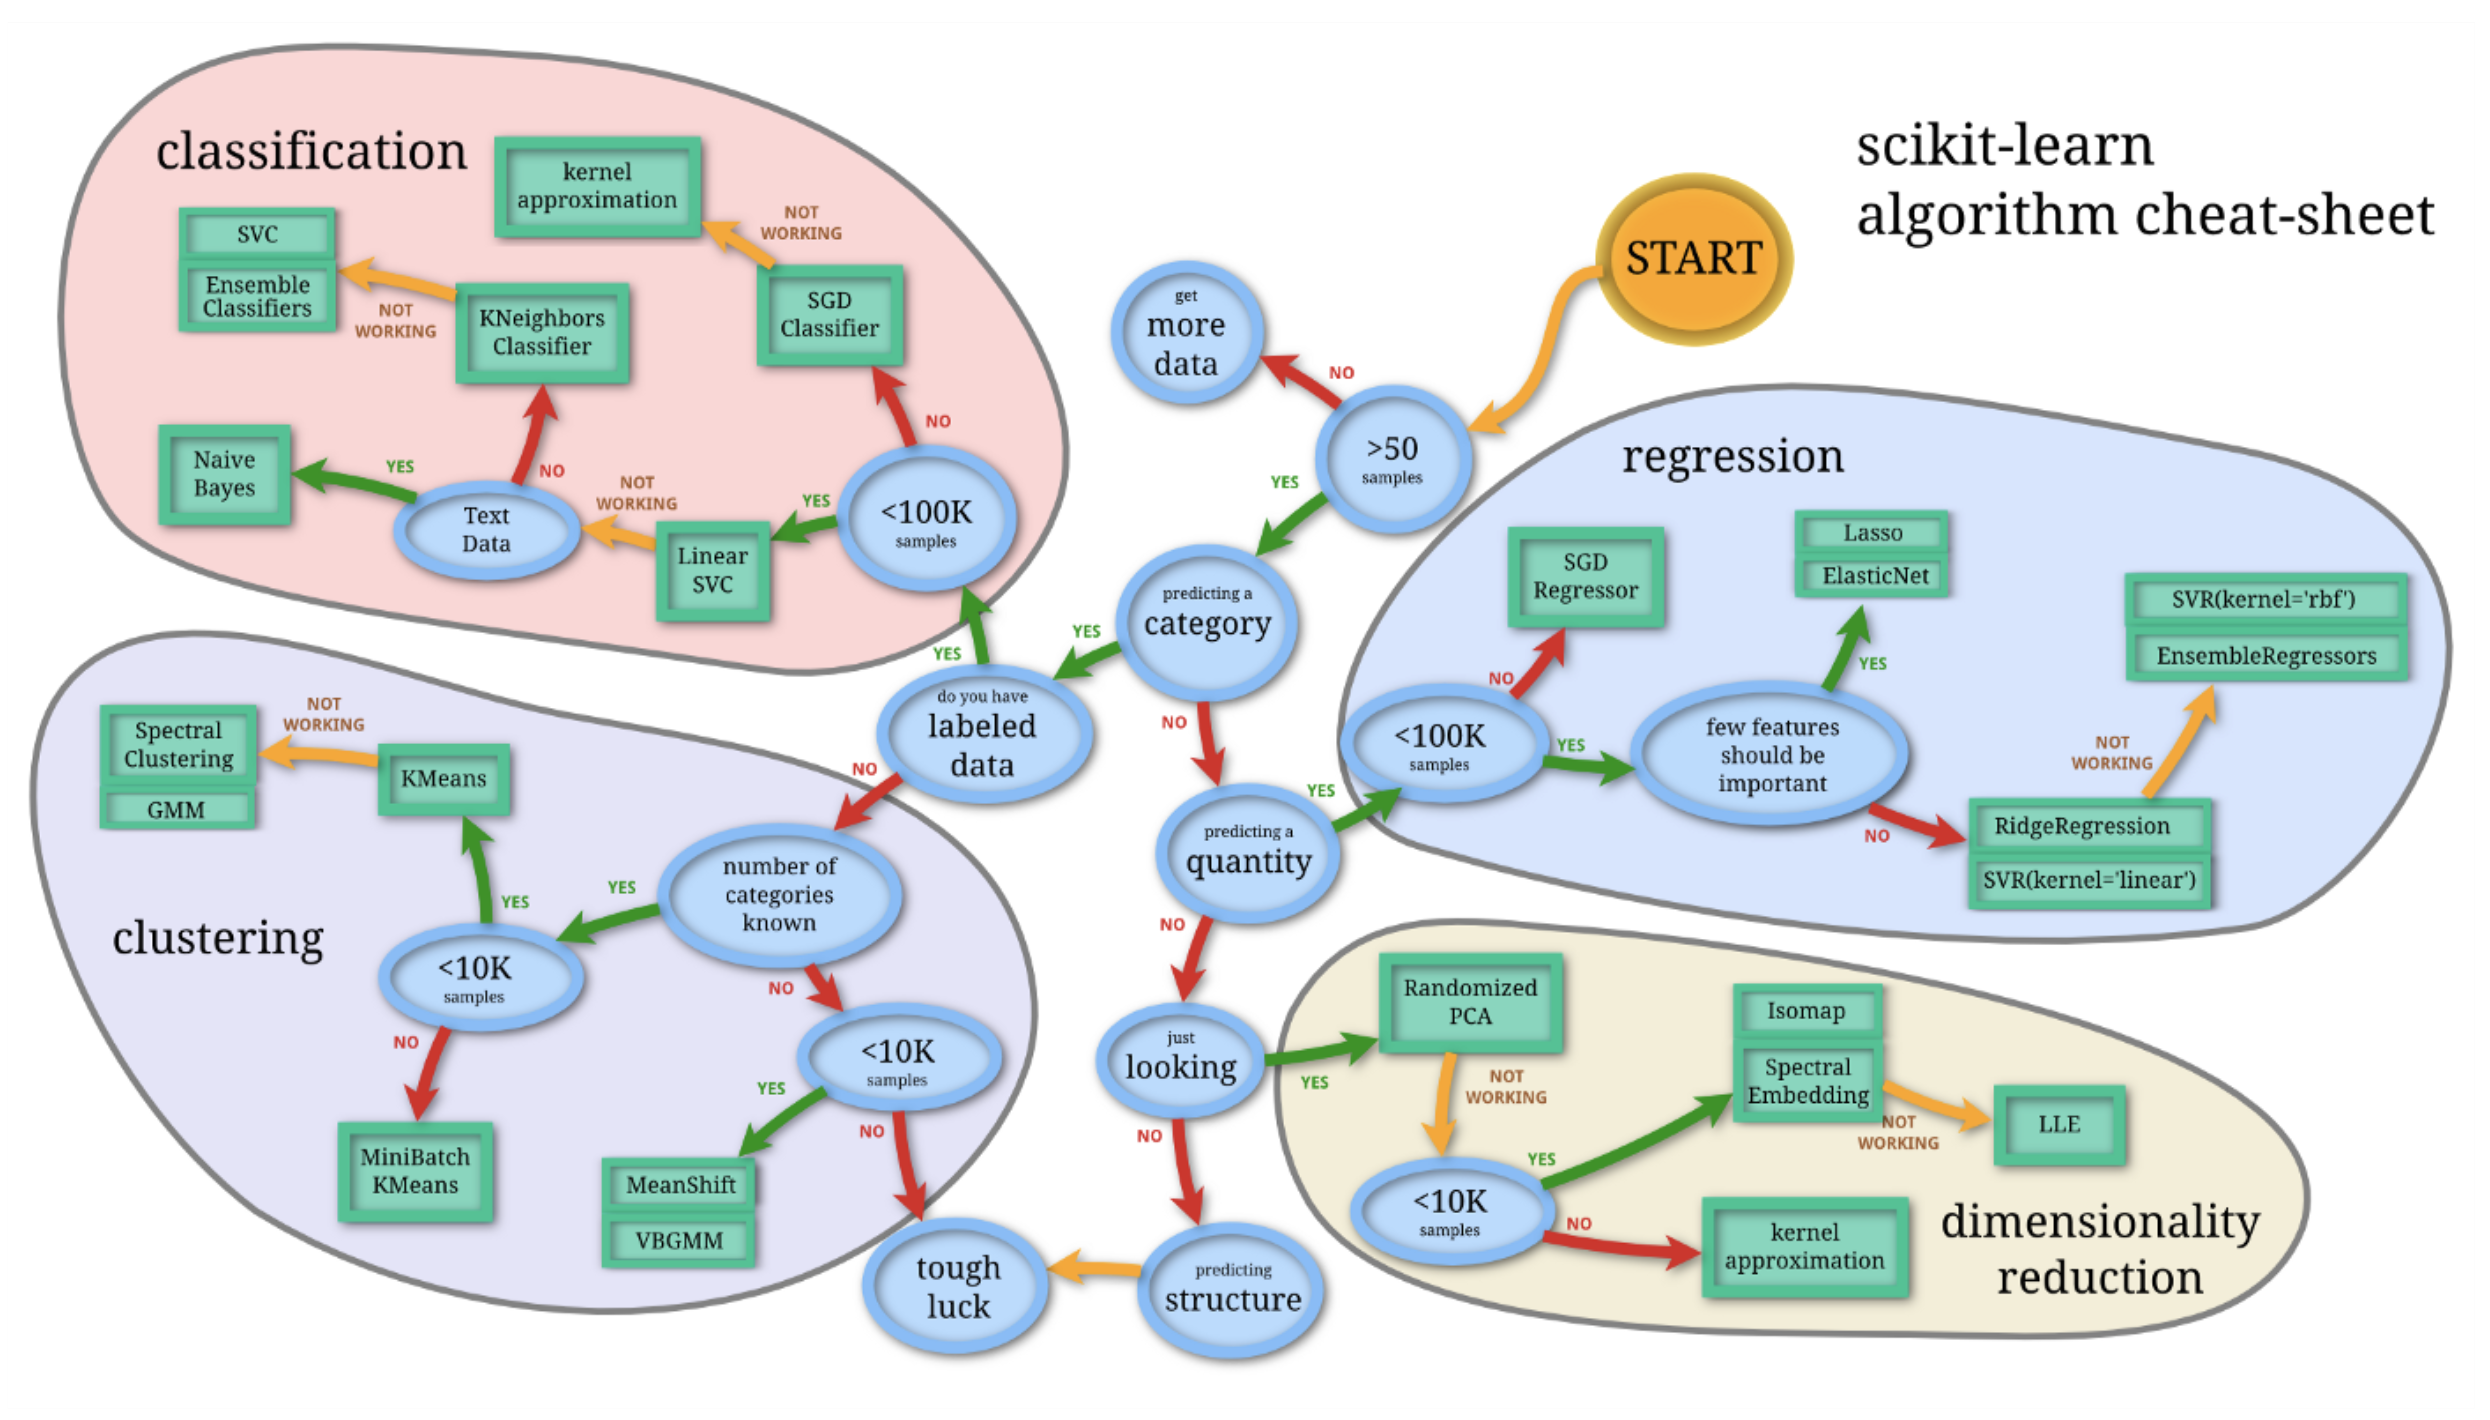 scikit-learn
algorithm cheat-sheet
START
classification
kernel
approximation
NOT
WORKING
SVC
Ensemble
Classifiers
NOT
WORKING
KNeighbors
Classifier
SGD
Classifier
NO
Naive
Bayes
YES
NO
Text
Data
NOT
WORKING
Linear
SVC
YES
<100K
samples
YES
get
more
data
NO
>50
samples
YES
predicting a
category
YES
NO
do you have
labeled
data
NO
predicting a
quantity
YES
NO
just
looking
YES
NO
predicting
structure
tough
luck
regression
SGD
Regressor
NO
<100K
samples
YES
Lasso
ElasticNet
YES
few features
should be
important
NO
SVR(kernel='rbf')
EnsembleRegressors
NOT
WORKING
RidgeRegression
SVR(kernel='linear')
clustering
Spectral
Clustering
GMM
NOT
WORKING
KMeans
YES
<10K
samples
NO
MiniBatch
KMeans
YES
number of
categories
known
NO
<10K
samples
YES
NO
MeanShift
VBGMM
Randomized
PCA
NOT
WORKING
<10K
samples
YES
NO
Isomap
Spectral
Embedding
NOT
WORKING
LLE
kernel
approximation
dimensionality
reduction